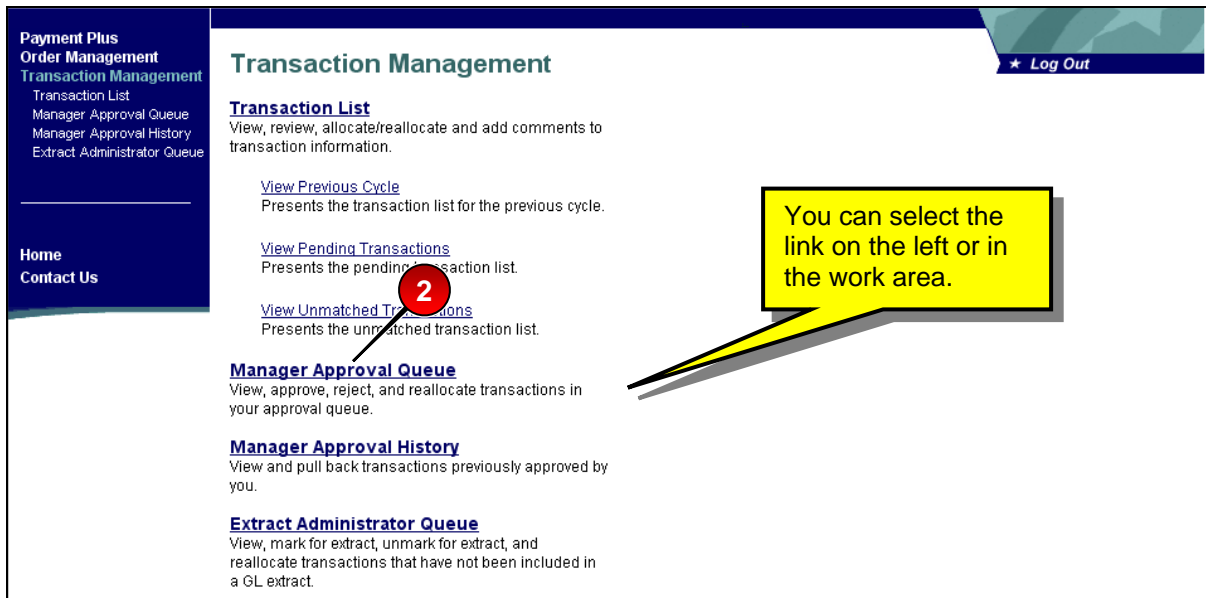 Payment Plus
Order Management
Transaction Management
Transaction List
Manager Approval Queue
Manager Approval History
Extract Administrator Queue
Home
Contact Us
★ Log Out
Transaction Management
Transaction List
View, review, allocate/reallocate and add comments to
transaction information.
View Previous Cycle
Presents the transaction list for the previous cycle.
View Pending Transactions
Presents the pending saction list.
2
View Unmatched Tr tions
Presents the unmatched transaction list.
Manager Approval Queue
View, approve, reject, and reallocate transactions in
your approval queue.
Manager Approval History
View and pull back transactions previously approved by
you.
Extract Administrator Queue
View, mark for extract, unmark for extract, and
reallocate transactions that have not been included in
a GL extract.
You can select the
link on the left or in
the work area.